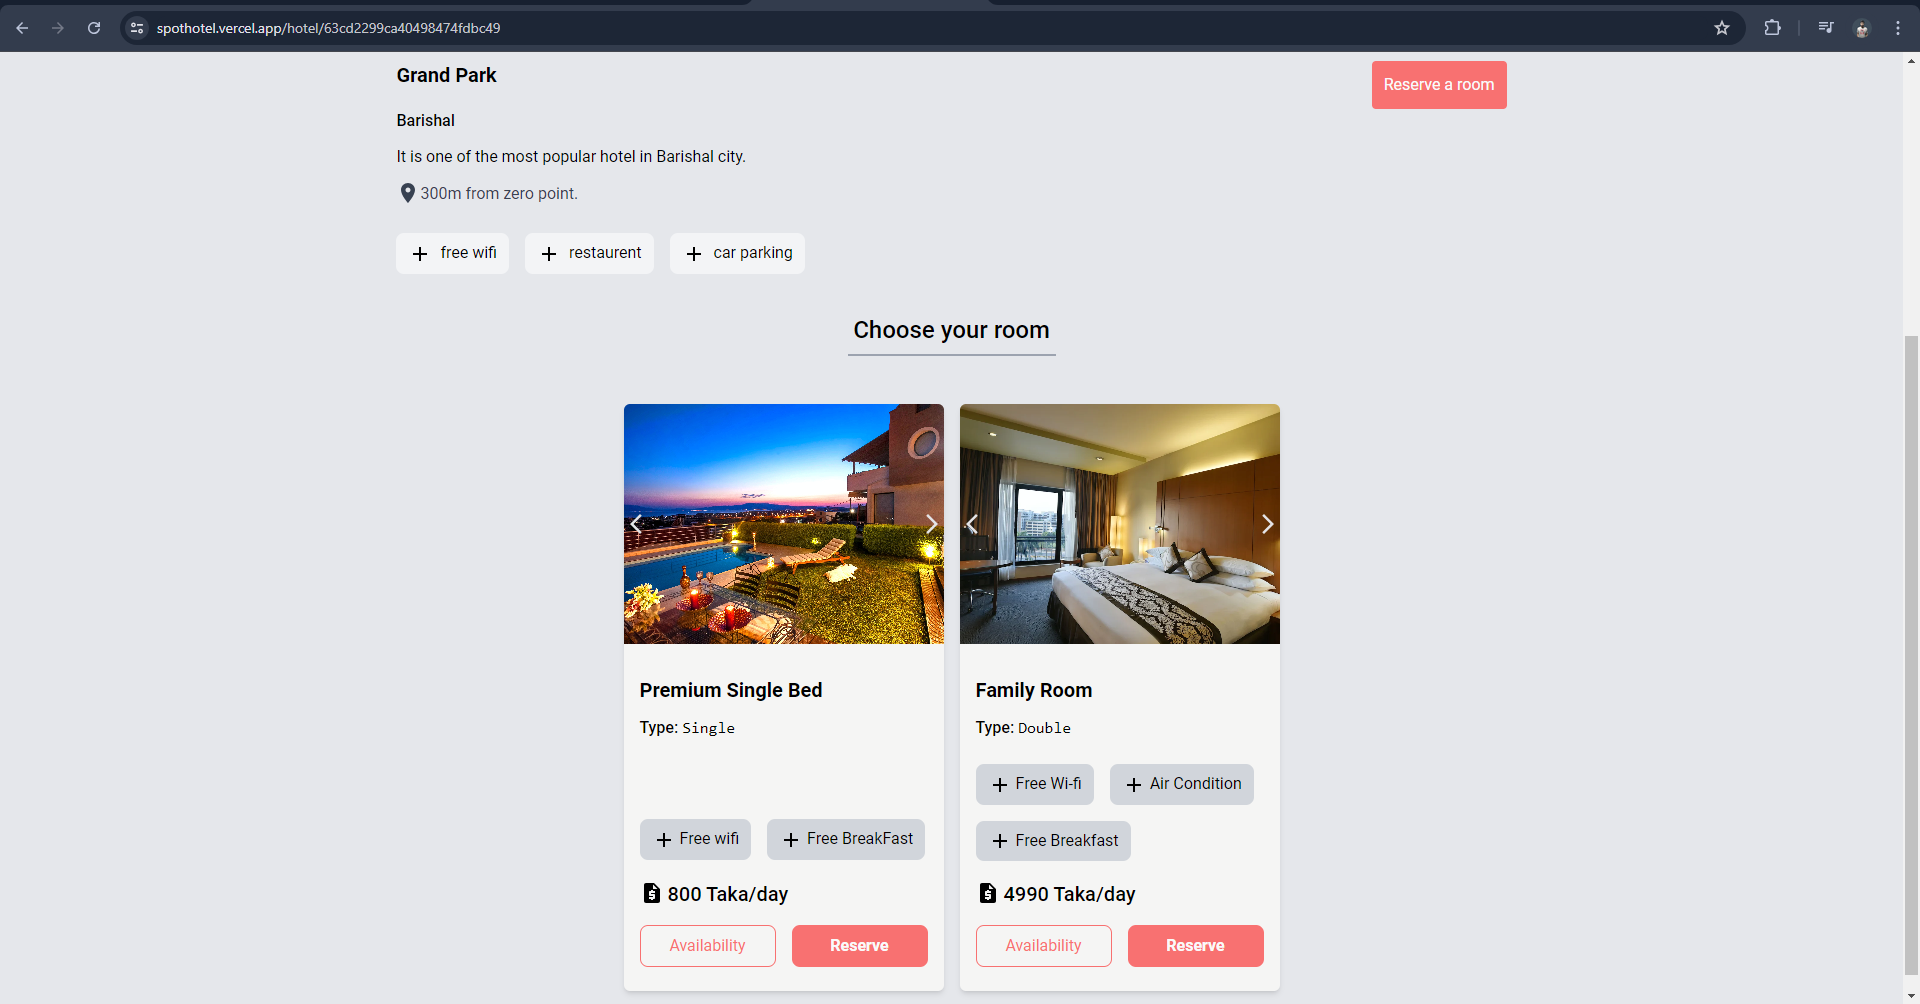 spothotel.vercel.app/hotel/63cd2299ca40498474fdbc49
Grand Park
Reserve a room
Barishal
It is one of the most popular hotel in Barishal city.
300m from zero point.
free wifi
restaurent
car parking
Choose your room
Premium Single Bed
Type: Single
Free wifi
Free BreakFast
800 Taka/day
Availability
Reserve
Family Room
Type: Double
Free Wi-fi
Air Condition
Free Breakfast
4990 Taka/day
Availability
Reserve